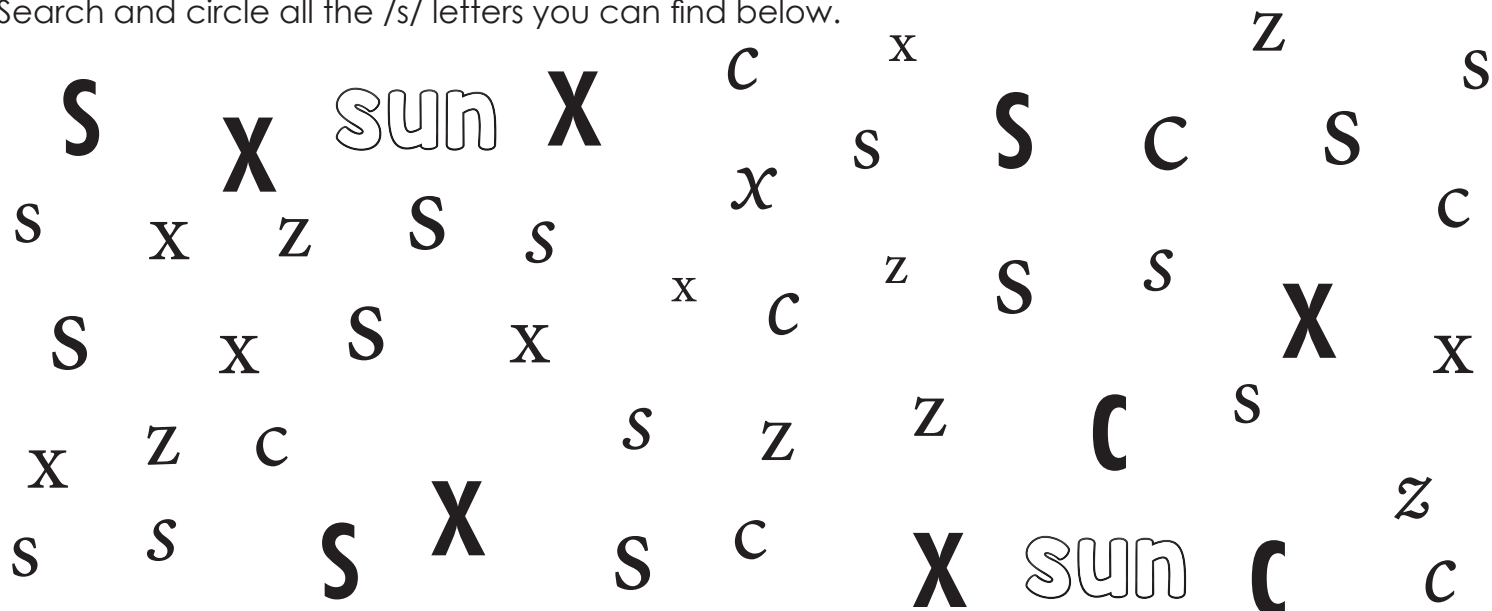 Search and circle all the /s/ letters you can find below.
c x z s
S X sun X s S c s
x
s x z s s c
x c z s s X
s x s x x
s z z C s
x z c
z
s s S X s c X sun C c